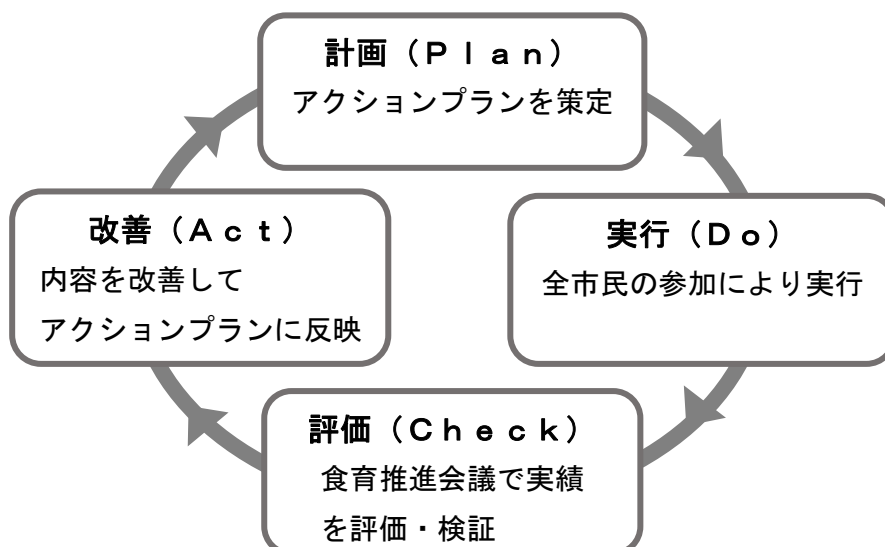 計画（Ｐｌａｎ）
アクションプランを策定
実行（Ｄｏ）
全市民の参加により実行
評価（Ｃｈｅｃｋ）
食育推進会議で実績
を評価・検証
改善（Ａｃｔ）
内容を改善して
アクションプランに反映